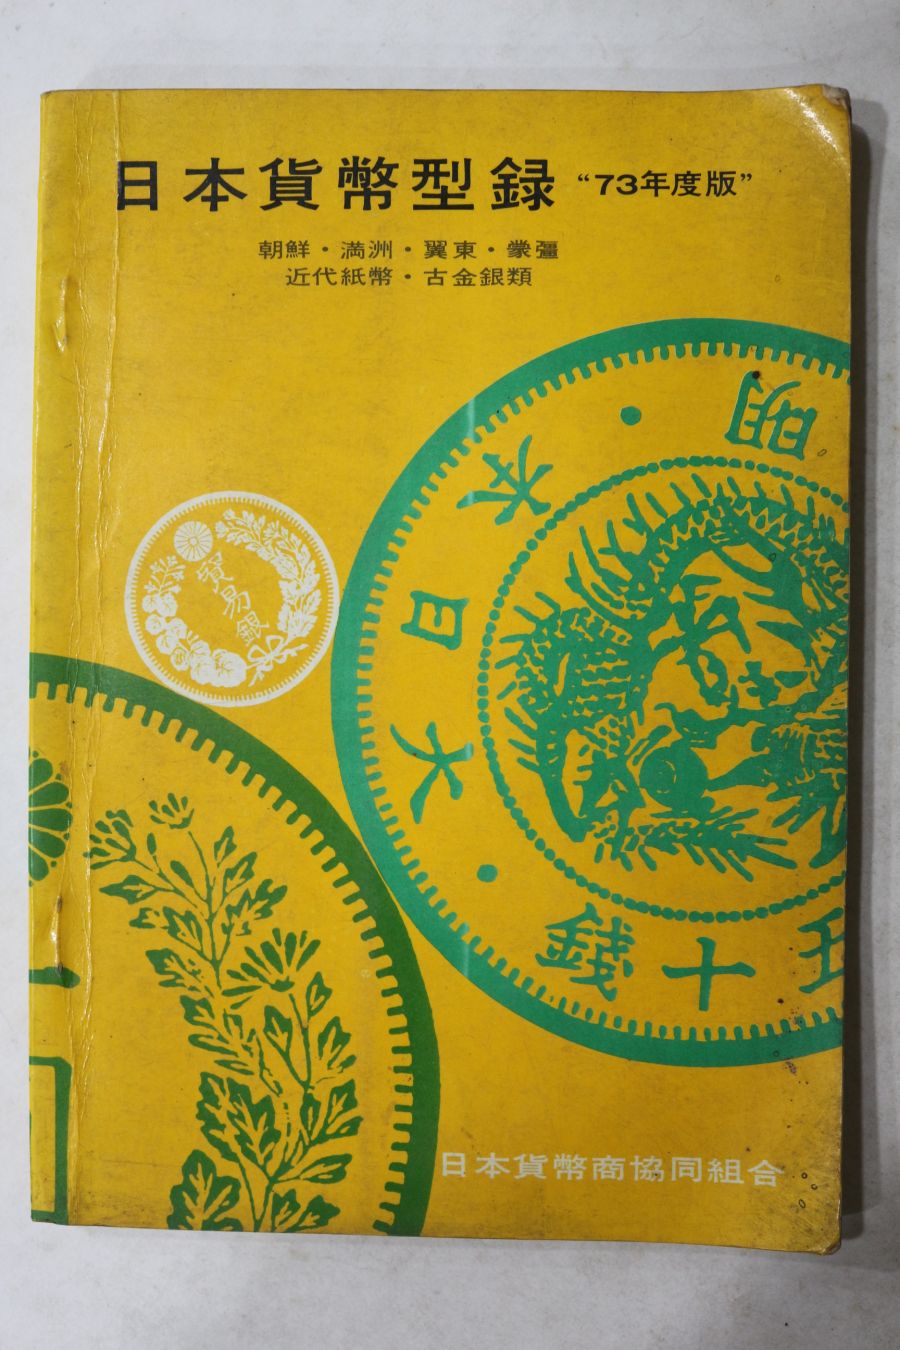 日本貨幣型録 “73年度版”
朝鮮・満洲・翼東・蒙疆
近代紙幣・古金銀類
明
・
本
日
大
・
貿易銀
銭十五
日本貨幣商協同組合